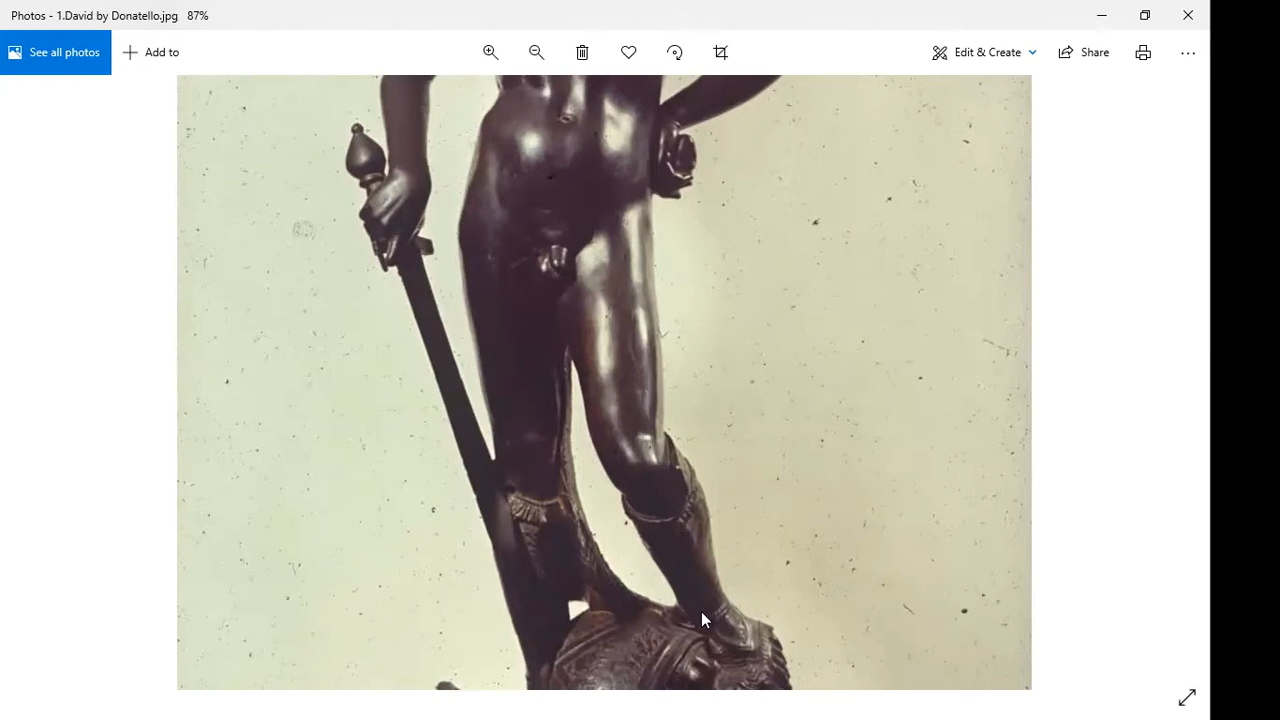 Photos - 1.David by Donatello.jpg 87%
See all photos
Add to
Edit & Create
Share